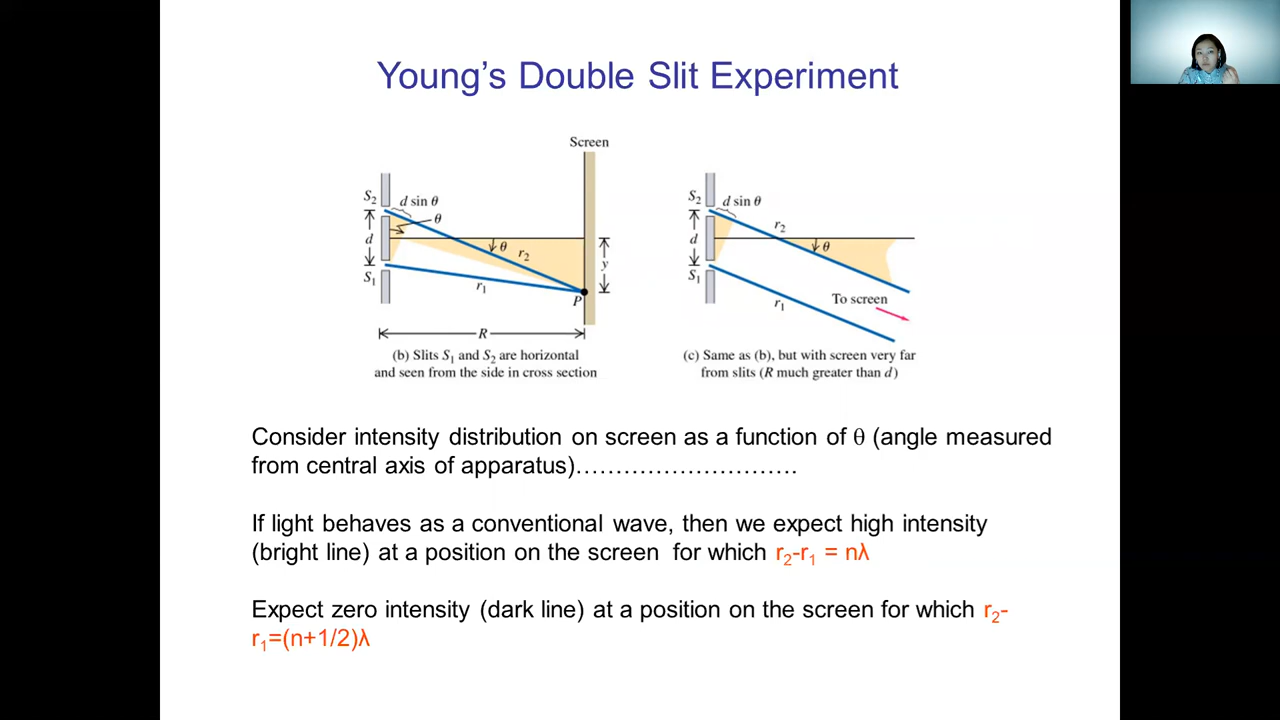 Young's Double Slit Experiment
Screen
S₂
d sin θ
θ
d
θ
r₂
y
S₁
r₁
P
R
(b) Slits S₁ and S₂ are horizontal
and seen from the side in cross section
S₂
d sin θ
r₂
d
θ
S₁
r₁
To screen
(c) Same as (b), but with screen very far
from slits (R much greater than d)
Consider intensity distribution on screen as a function of θ (angle measured
from central axis of apparatus)............................
If light behaves as a conventional wave, then we expect high intensity
(bright line) at a position on the screen for which r₂-r₁ = nλ
Expect zero intensity (dark line) at a position on the screen for which r₂-
r₁=(n+1/2)λ